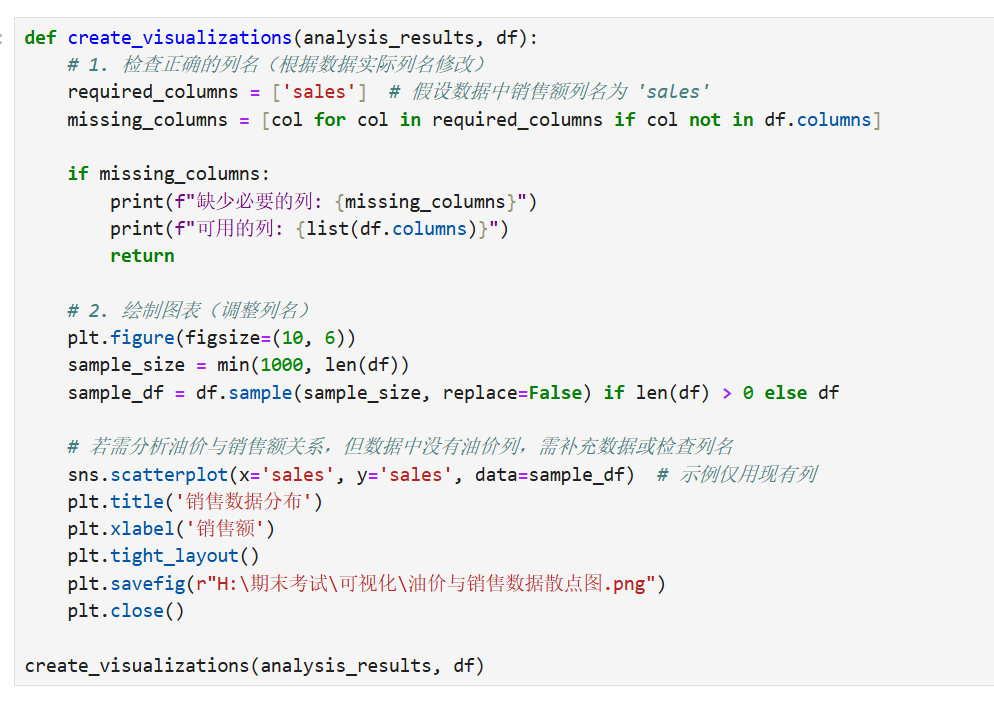 def create_visualizations(analysis_results, df):
# 1. 检查正确的列名（根据数据实际列名修改）
required_columns = ['sales']  # 假设数据中销售额列名为 'sales'
missing_columns = [col for col in required_columns if col not in df.columns]
if missing_columns:
print(f"缺少必要的列: {missing_columns}")
print(f"可用的列: {list(df.columns)}")
return
# 2. 绘制图表（调整列名）
plt.figure(figsize=(10, 6))
sample_size = min(1000, len(df))
sample_df = df.sample(sample_size, replace=False) if len(df) > 0 else df
# 若需分析油价与销售额关系，但数据中没有油价列，需补充数据或检查列名
sns.scatterplot(x='sales', y='sales', data=sample_df)  # 示例仅用现有列
plt.title('销售数据分布')
plt.xlabel('销售额')
plt.tight_layout()
plt.savefig(r"H:\期末考试\可视化\油价与销售数据散点图.png")
plt.close()
create_visualizations(analysis_results, df)